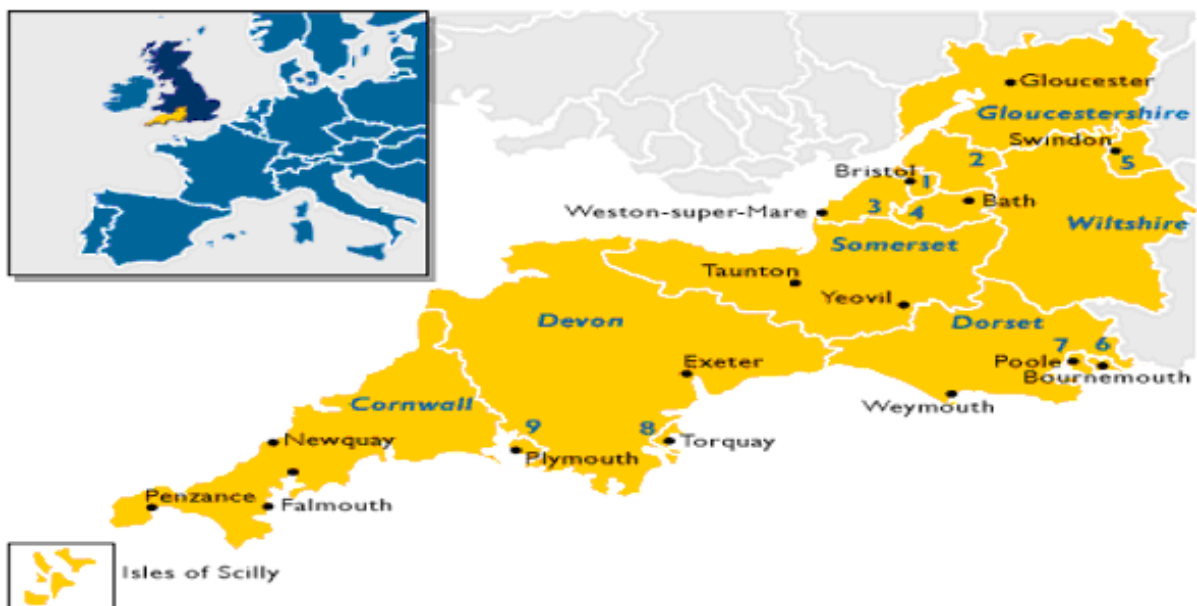 Gloucester
Gloucestershire
Swindon
2
5
Bristol
1
Bath
3
4
Weston-super-Mare
Wiltshire
Somerset
Taunton
Yeovil
Devon
Dorset
7
6
Exeter
Poole
Bournemouth
Cornwall
Weymouth
9
8
Newquay
Torquay
Plymouth
Penzance
Falmouth
Isles of Scilly